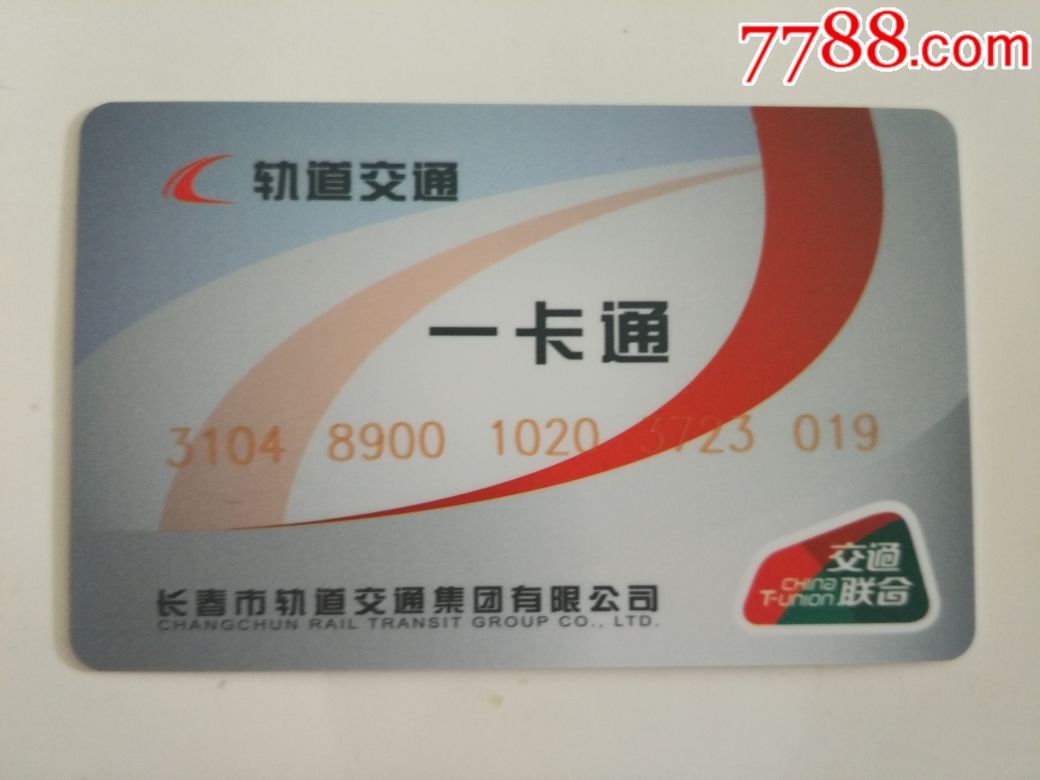 7788.com
轨道交通
一卡通
3104 8900 1020 3723 019
交通
CHINA
T-UNION 联合
长春市轨道交通集团有限公司
CHANGCHUN RAIL TRANSIT GROUP CO., LTD.